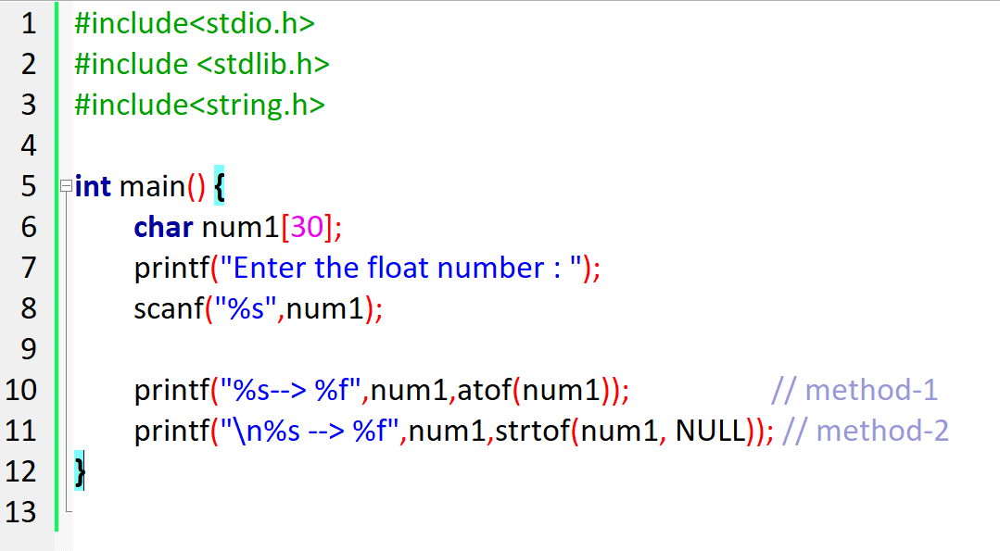 1 #include<stdio.h>
2 #include <stdlib.h>
3 #include<string.h>
4
5 int main() {
6 char num1[30];
7 printf("Enter the float number : ");
8 scanf("%s",num1);
9
10 printf("%s--> %f",num1,atof(num1)); // method-1
11 printf("\n%s --> %f",num1,strtof(num1, NULL)); // method-2
12 }
13